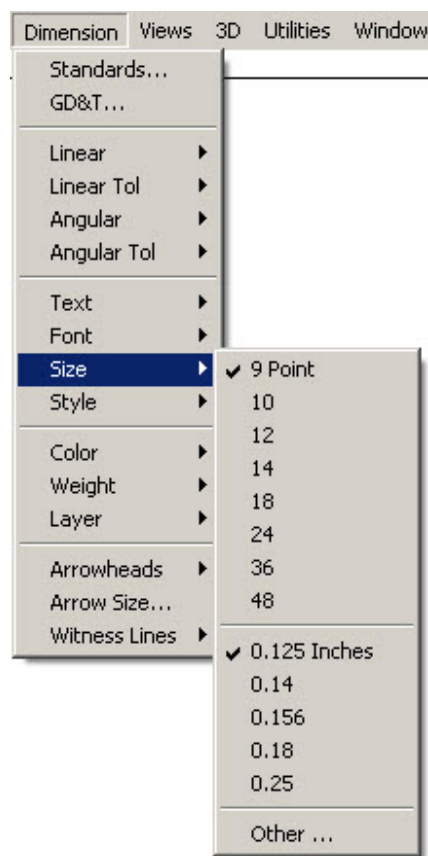 Dimension Views 3D Utilities Window
Standards...
GD&T...
Linear
Linear Tol
Angular
Angular Tol
Text
Font
Size
Style
Color
Weight
Layer
Arrowheads
Arrow Size...
Witness Lines
9 Point
10
12
14
18
24
36
48
0.125 Inches
0.14
0.156
0.18
0.25
Other ...